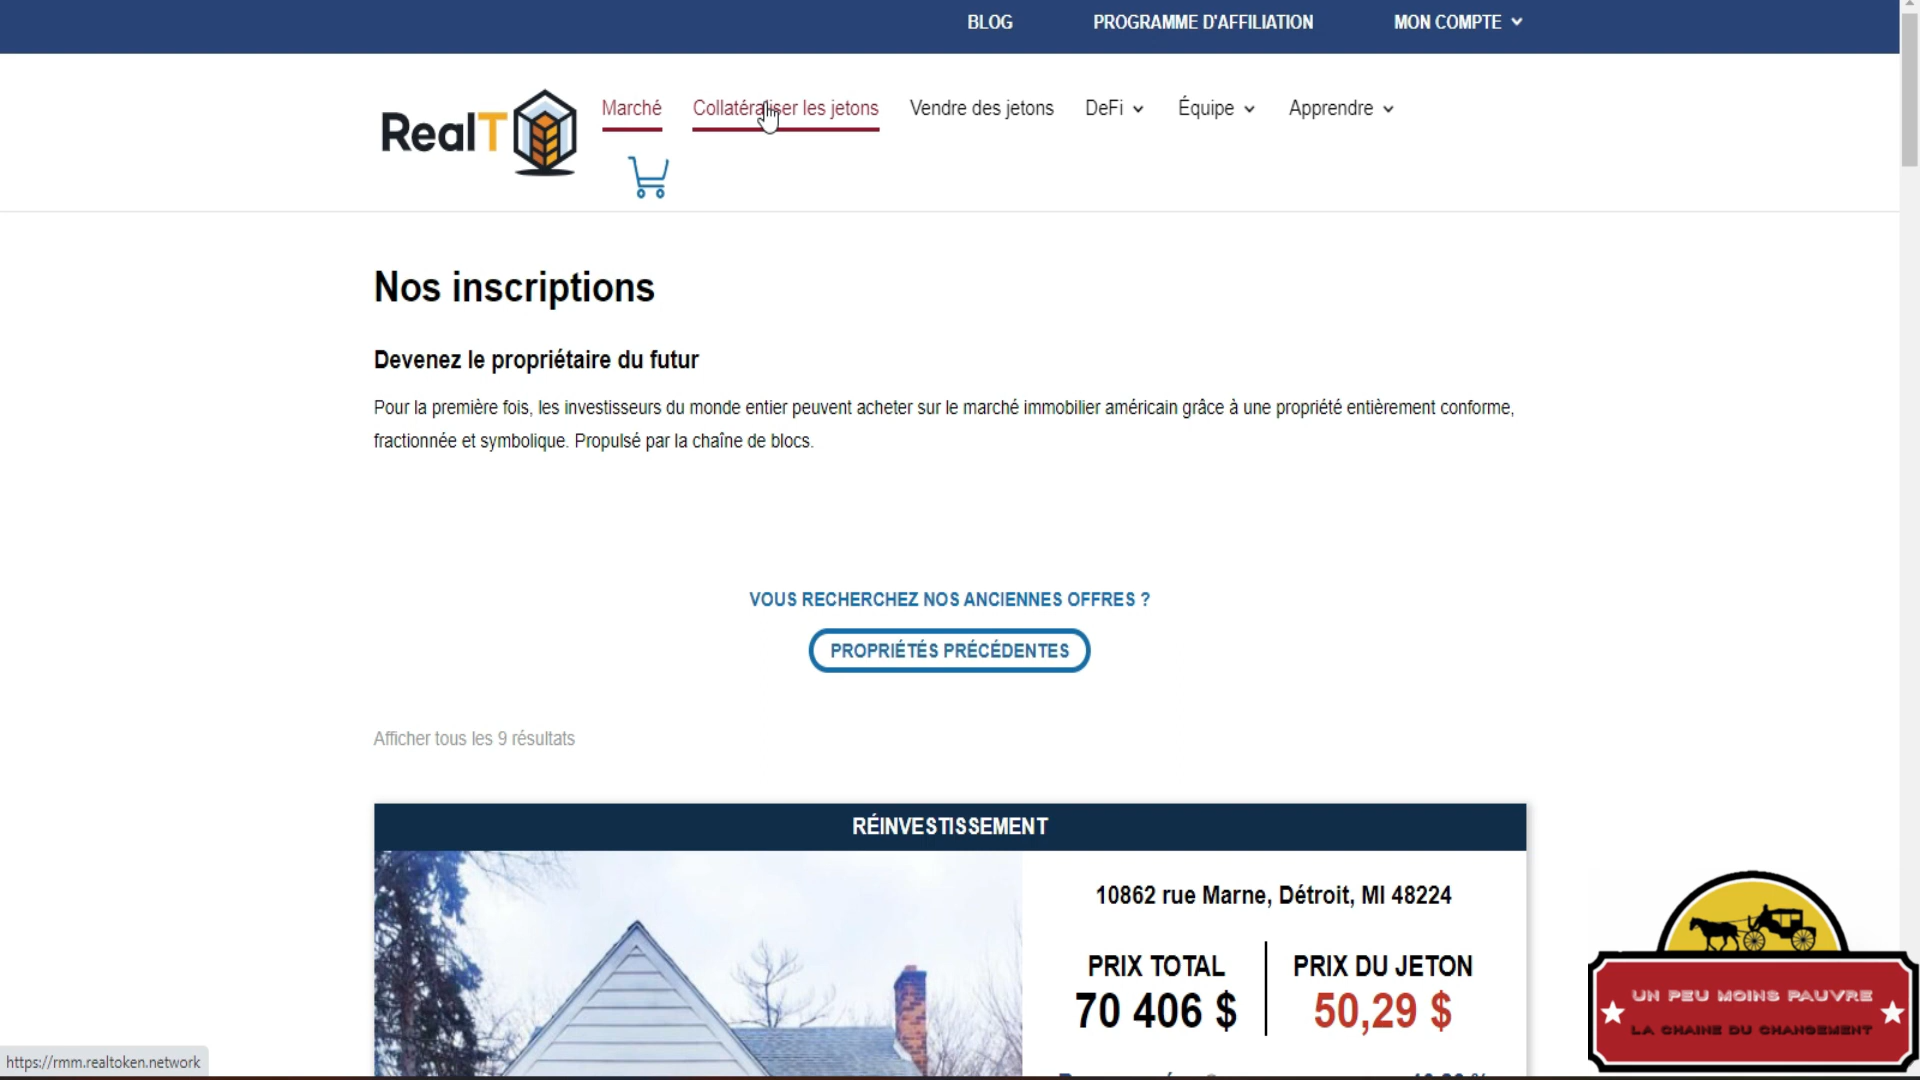 BLOG
PROGRAMME D'AFFILIATION
MON COMPTE
RealT
Marché
Collatéraliser les jetons
Vendre des jetons
DeFi
Équipe
Apprendre
Nos inscriptions
Devenez le propriétaire du futur
Pour la première fois, les investisseurs du monde entier peuvent acheter sur le marché immobilier américain grâce à une propriété entièrement conforme,
fractionnée et symbolique. Propulsé par la chaîne de blocs.
VOUS RECHERCHEZ NOS ANCIENNES OFFRES ?
PROPRIÉTÉS PRÉCÉDENTES
Afficher tous les 9 résultats
RÉINVESTISSEMENT
10862 rue Marne, Détroit, MI 48224
PRIX TOTAL
70 406 $
PRIX DU JETON
50,29 $
UN PEU MOINS PAUVRE
LA CHAINE DU CHANGEMENT
https://rmm.realtoken.network